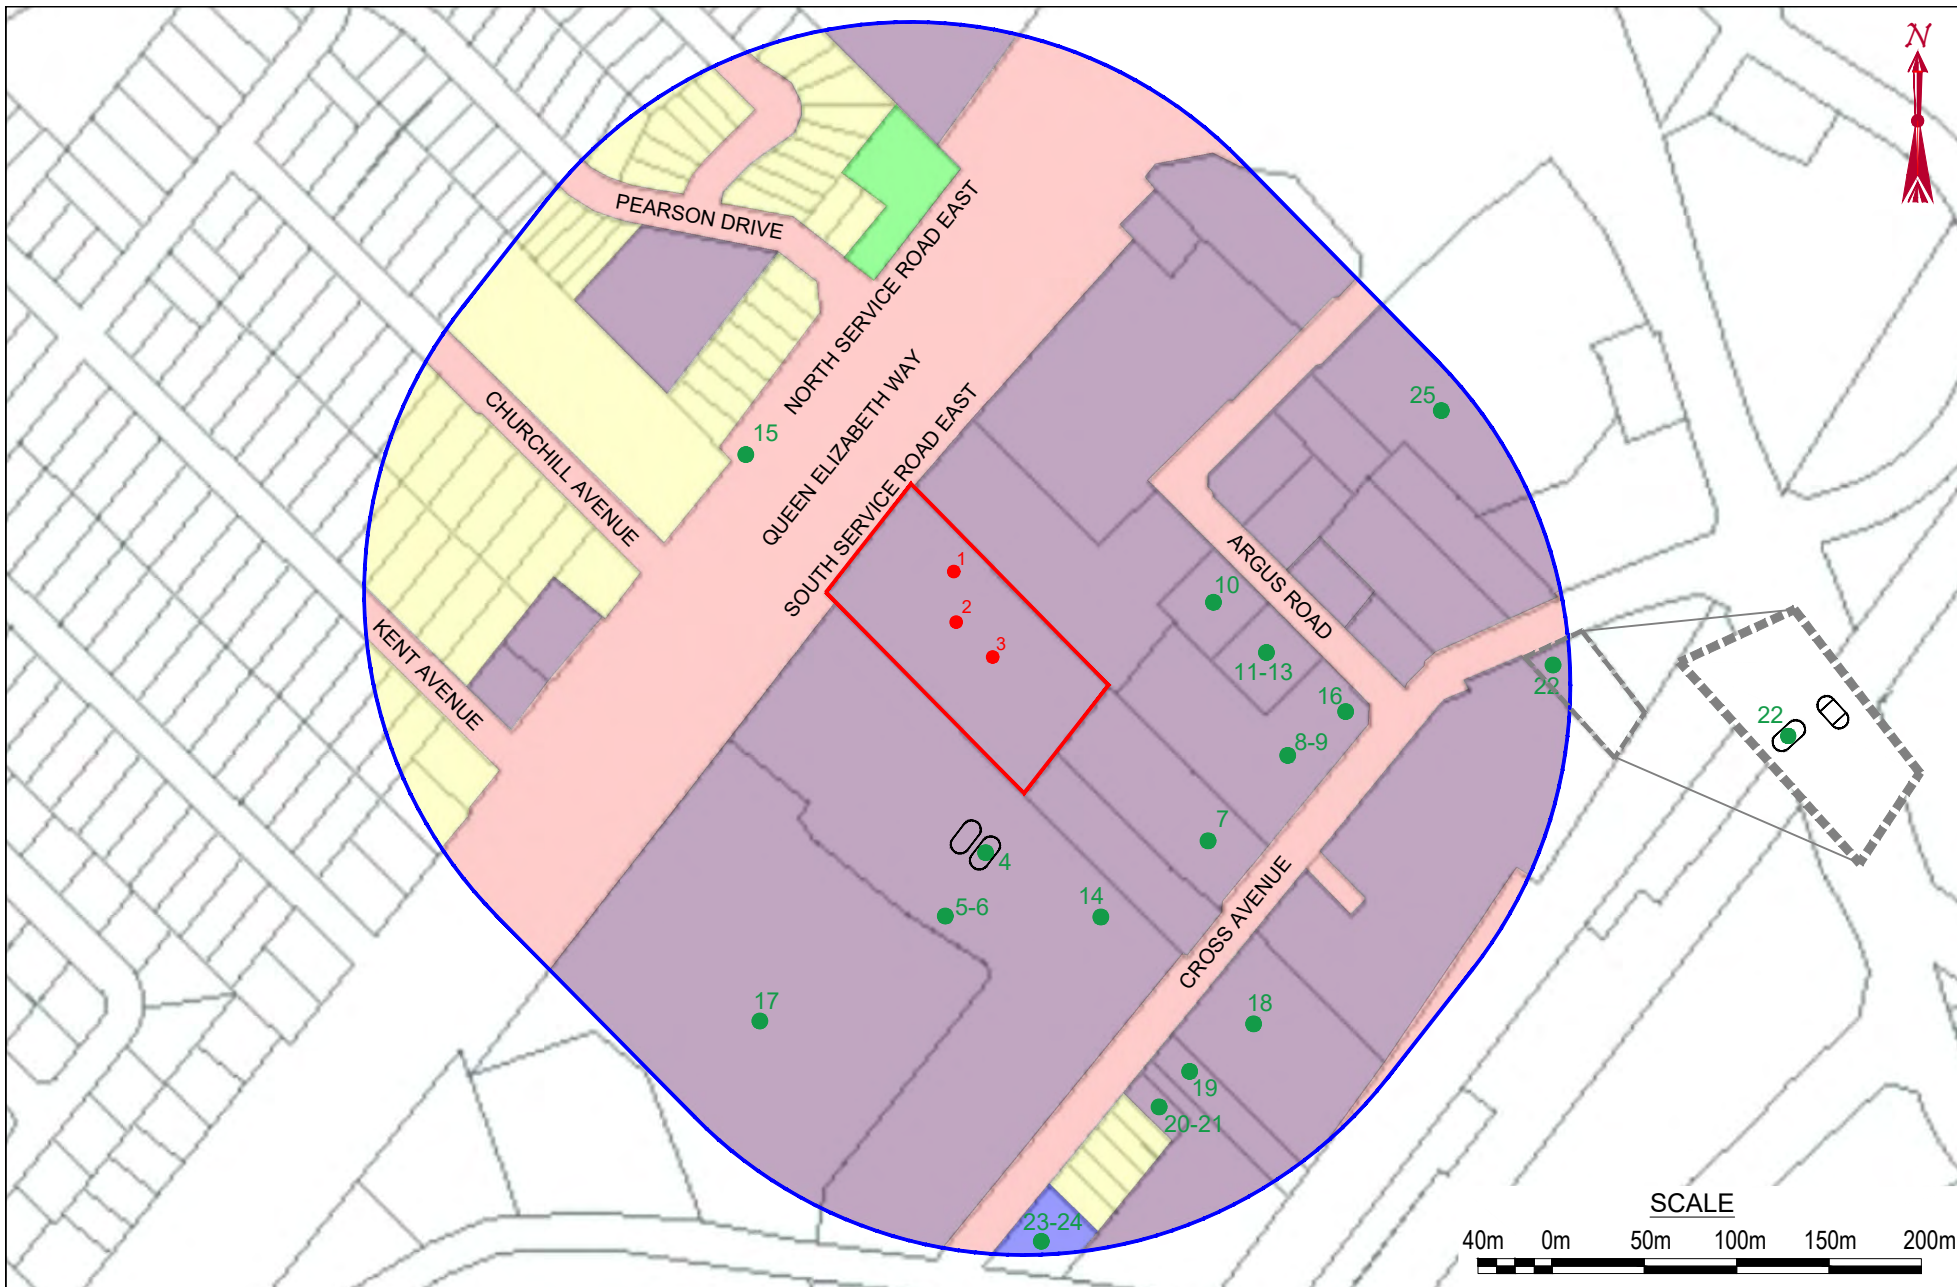 N
PEARSON DRIVE
NORTH SERVICE ROAD EAST
QUEEN ELIZABETH WAY
SOUTH SERVICE ROAD EAST
CHURCHILL AVENUE
KENT AVENUE
ARGUS ROAD
CROSS AVENUE
25
15
1
2
3
10
11-13
16
8-9
22
22
7
4
5-6
14
17
18
19
20-21
23-24
SCALE
40m 0m 50m 100m 150m 200m